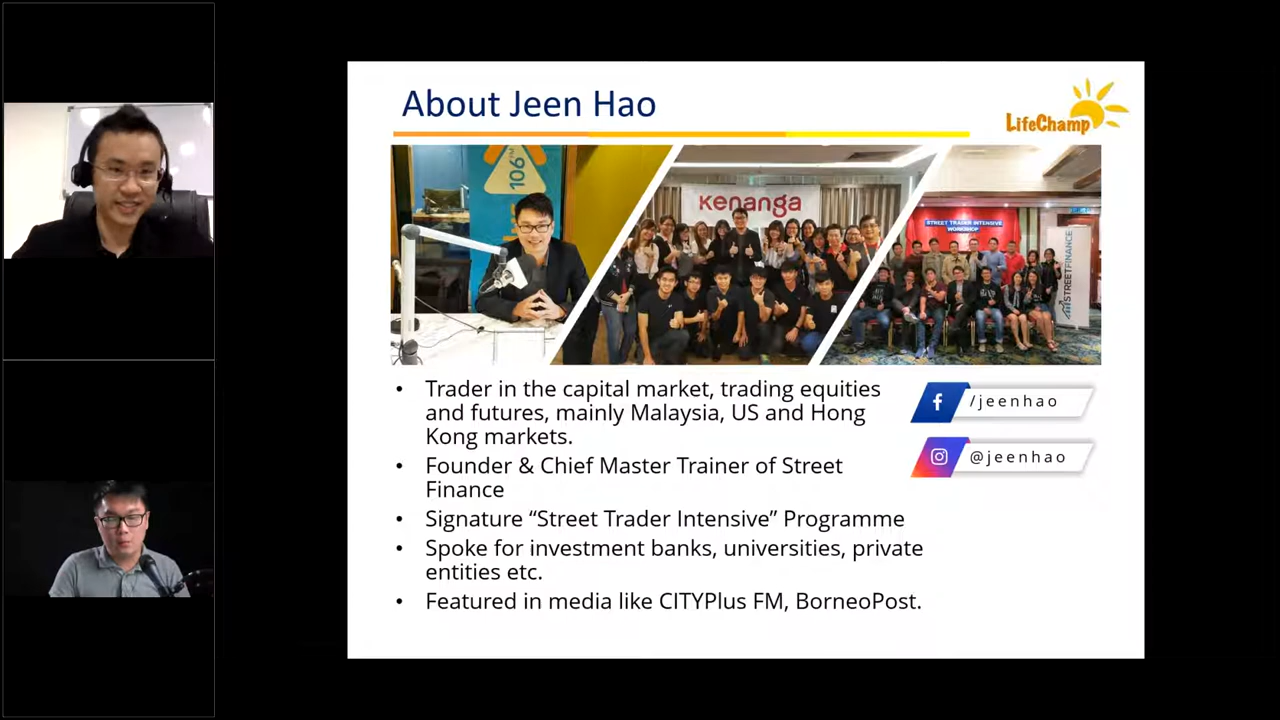 About Jeen Hao
LifeChamp
106FM
Kenanga
STREET TRADER INTENSIVE
WORKSHOP
STREETFINANCE
• Trader in the capital market, trading equities
and futures, mainly Malaysia, US and Hong
Kong markets.
• Founder & Chief Master Trainer of Street
Finance
• Signature “Street Trader Intensive” Programme
• Spoke for investment banks, universities, private
entities etc.
• Featured in media like CITYPlus FM, BorneoPost.
/jeenhao
@jeenhao